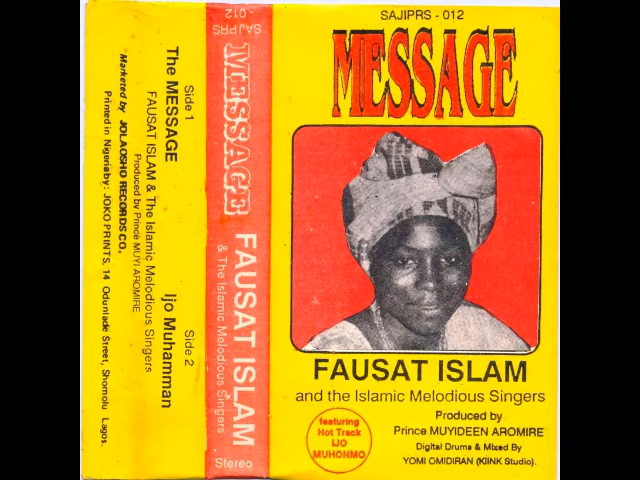 SAJIPRS - 012
MESSAGE
FAUSAT ISLAM
and the Islamic Melodious Singers
featuring
Hot Track
IJO
MUHONMO
Produced by
Prince MUYIDEEN AROMIRE
Digital Drums & Mixed By
YOMI OMIDIRAN (KlINK Studio).
SAJIPRS
- 012
MESSAGE
FAUSAT ISLAM
& The Islamic Melodious Singers
Stereo
Side 1
The MESSAGE
Side 2
Ijo Muhamman
FAUSAT ISLAM & The Islamic Melodious Singers
Produced by Prince MUYI AROMIRE
Marketed by JOLAOSHO RECORDS CO.
Printed in Nigeria by: JOKO PRINTS, 14 Odunlade Street, Shomolu Lagos.